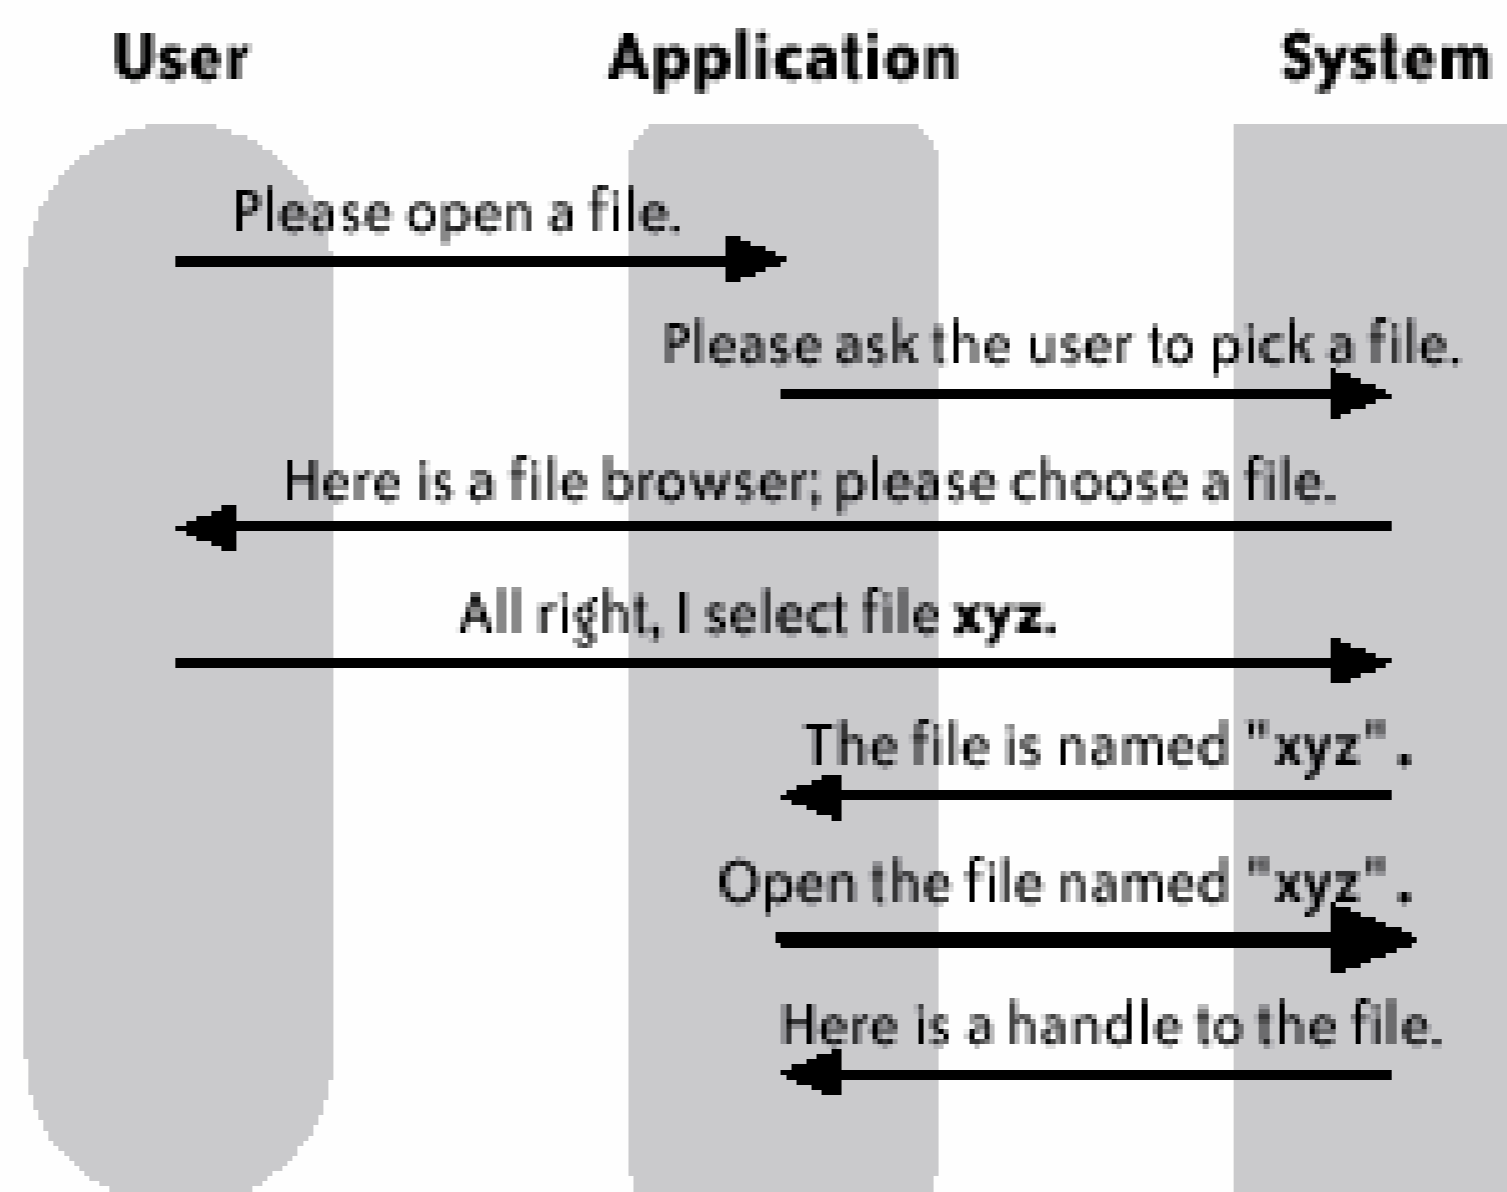 User Application System
Please open a file.
Please ask the user to pick a file.
Here is a file browser; please choose a file.
All right, I select file xyz.
The file is named "xyz".
Open the file named "xyz".
Here is a handle to the file.